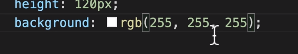 height: 120px;
background: rgb(255, 255, 255);